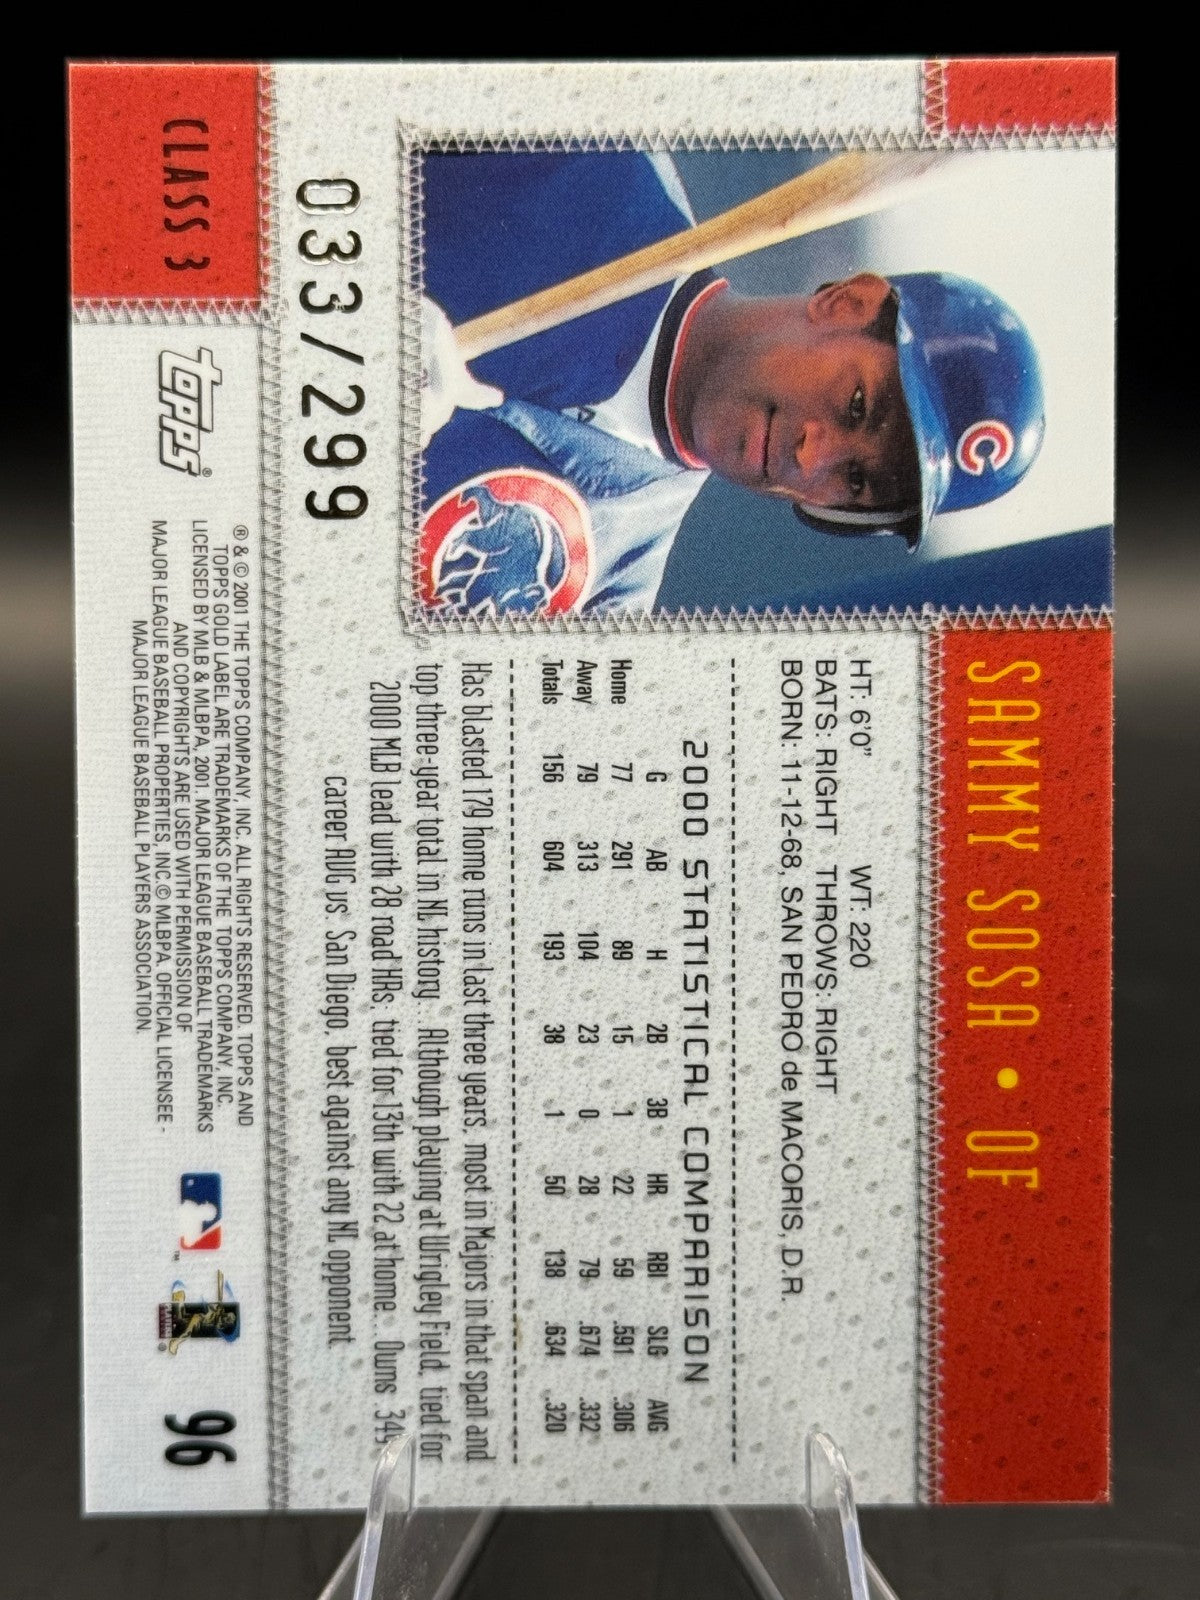 SAMMY SOSA • OF
HT: 6'0" WT: 220
BATS: RIGHT THROWS: RIGHT
BORN: 11-12-68, SAN PEDRO de MACORIS, D.R.
2000 STATISTICAL COMPARISON
G AB H 2B 3B HR RBI SLG AVG
Home 77 291 89 15 1 22 59 .591 .306
Away 79 313 104 23 0 28 79 .674 .332
Totals 156 604 193 38 1 50 138 .634 .320
Has blasted 179 home runs in last three years, most in Majors in that span and
top three-year total in NL history... Although playing at Wrigley Field, tied for
2000 MLB lead with 28 road HRs; tied for 13th with 22 at home... Owns .349
career AVG vs. San Diego, best against any NL opponent.
C
033/299
CLASS 3
Topps®
® & © 2001 THE TOPPS COMPANY, INC. ALL RIGHTS RESERVED. TOPPS AND
TOPPS GOLD LABEL ARE TRADEMARKS OF THE TOPPS COMPANY, INC.
LICENSED BY MLB & MLBPA, 2001. MAJOR LEAGUE BASEBALL TRADEMARKS
AND COPYRIGHTS ARE USED WITH PERMISSION OF
MAJOR LEAGUE BASEBALL PROPERTIES, INC. © MLBPA. OFFICIAL LICENSEE -
MAJOR LEAGUE BASEBALL PLAYERS ASSOCIATION.
96